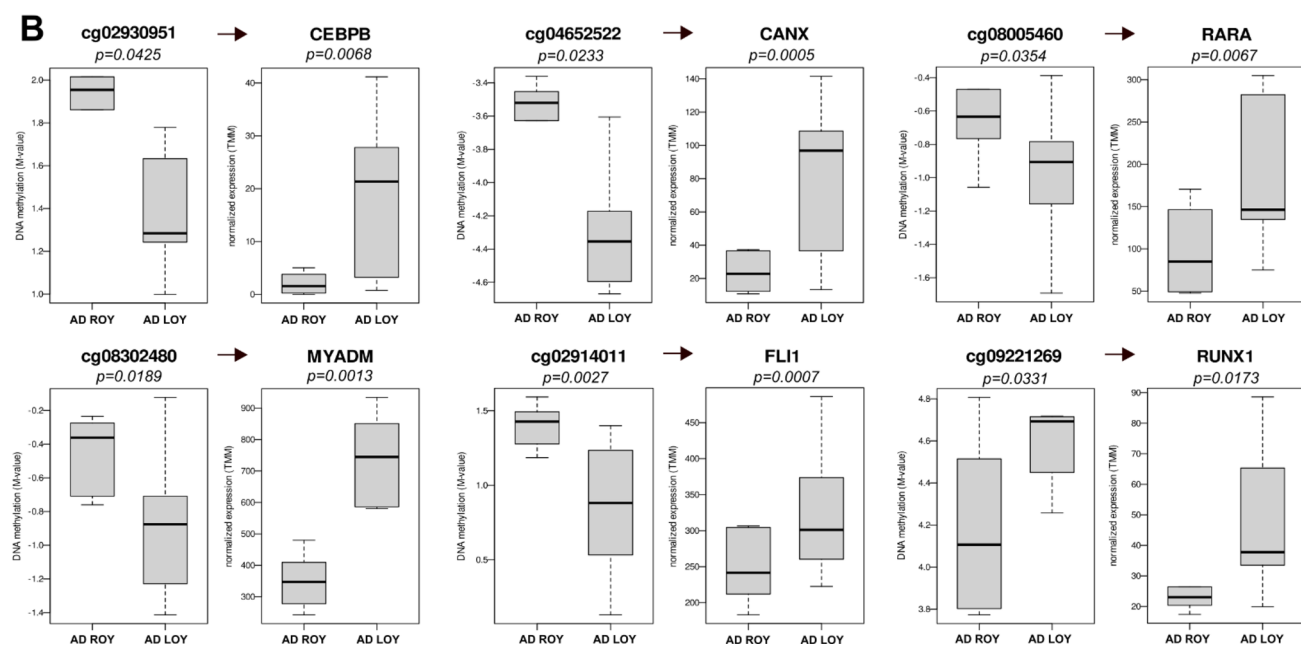 B
cg02930951 → CEBPB
p=0.0425 p=0.0068
cg04652522 → CANX
p=0.0233 p=0.0005
cg08005460 → RARA
p=0.0354 p=0.0067
DNA methylation (M-value)
2.0
1.8
1.6
1.4
1.2
1.0
AD ROY AD LOY
normalized expression (TMM)
40
30
20
10
0
AD ROY AD LOY
DNA methylation (M-value)
-3.4
-3.6
-3.8
-4.0
-4.2
-4.4
-4.6
AD ROY AD LOY
normalized expression (TMM)
140
120
100
80
60
40
20
AD ROY AD LOY
DNA methylation (M-value)
-0.4
-0.6
-0.8
-1.0
-1.2
-1.4
-1.6
AD ROY AD LOY
normalized expression (TMM)
300
250
200
150
100
50
AD ROY AD LOY
cg08302480 → MYADM
p=0.0189 p=0.0013
cg02914011 → FLI1
p=0.0027 p=0.0007
cg09221269 → RUNX1
p=0.0331 p=0.0173
DNA methylation (M-value)
-0.2
-0.4
-0.6
-0.8
-1.0
-1.2
-1.4
AD ROY AD LOY
normalized expression (TMM)
900
800
700
600
500
400
300
AD ROY AD LOY
DNA methylation (M-value)
1.5
1.0
0.5
AD ROY AD LOY
normalized expression (TMM)
450
400
350
300
250
200
AD ROY AD LOY
DNA methylation (M-value)
4.8
4.6
4.4
4.2
4.0
3.8
AD ROY AD LOY
normalized expression (TMM)
90
80
70
60
50
40
30
20
AD ROY AD LOY